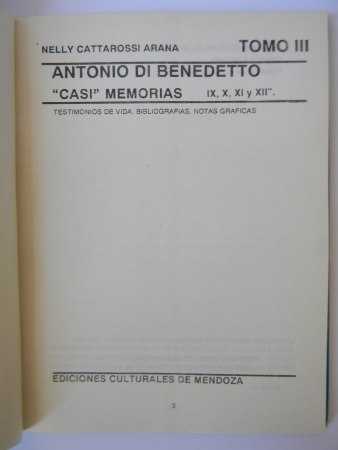 NELLY CATTAROSSI ARANA TOMO III
ANTONIO DI BENEDETTO
"CASI" MEMORIAS IX, X, XI y XII".
TESTIMONIOS DE VIDA. BIBLIOGRAFIAS. NOTAS GRAFICAS
EDICIONES CULTURALES DE MENDOZA
3